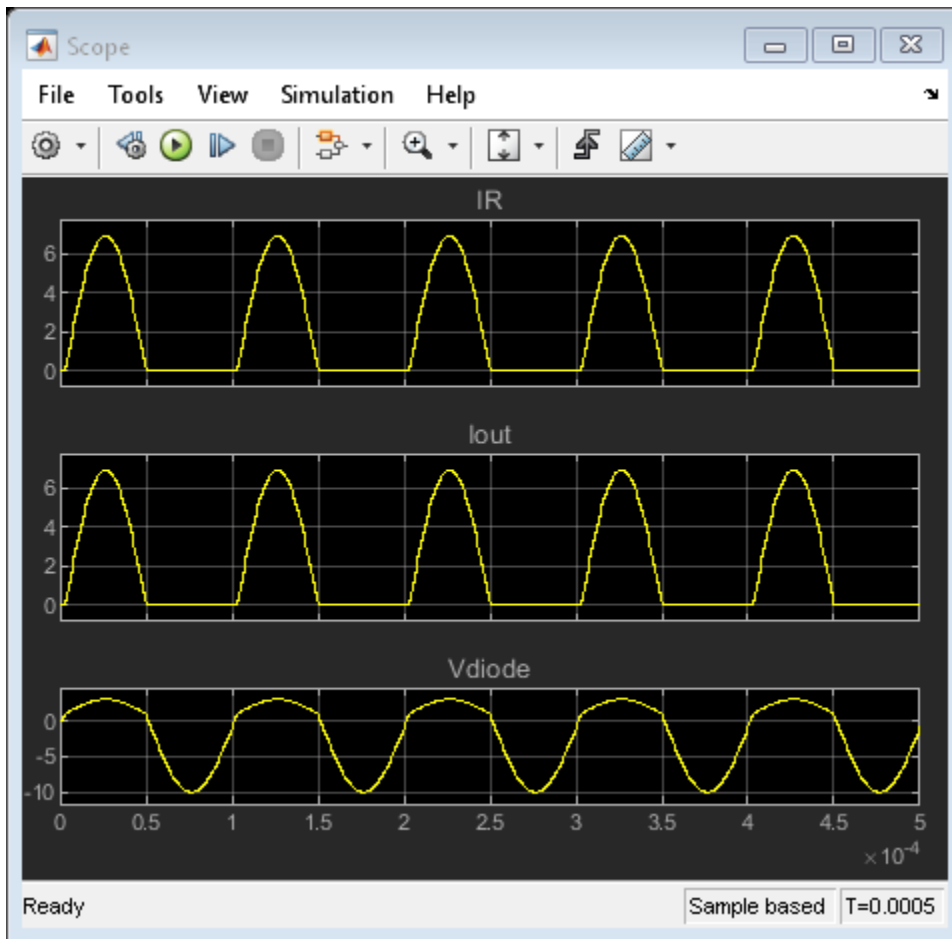 Scope
File Tools View Simulation Help
IR
6
4
2
0
Iout
6
4
2
0
Vdiode
0
-5
-10
0 0.5 1 1.5 2 2.5 3 3.5 4 4.5 5
×10⁻⁴
Ready Sample based T=0.0005